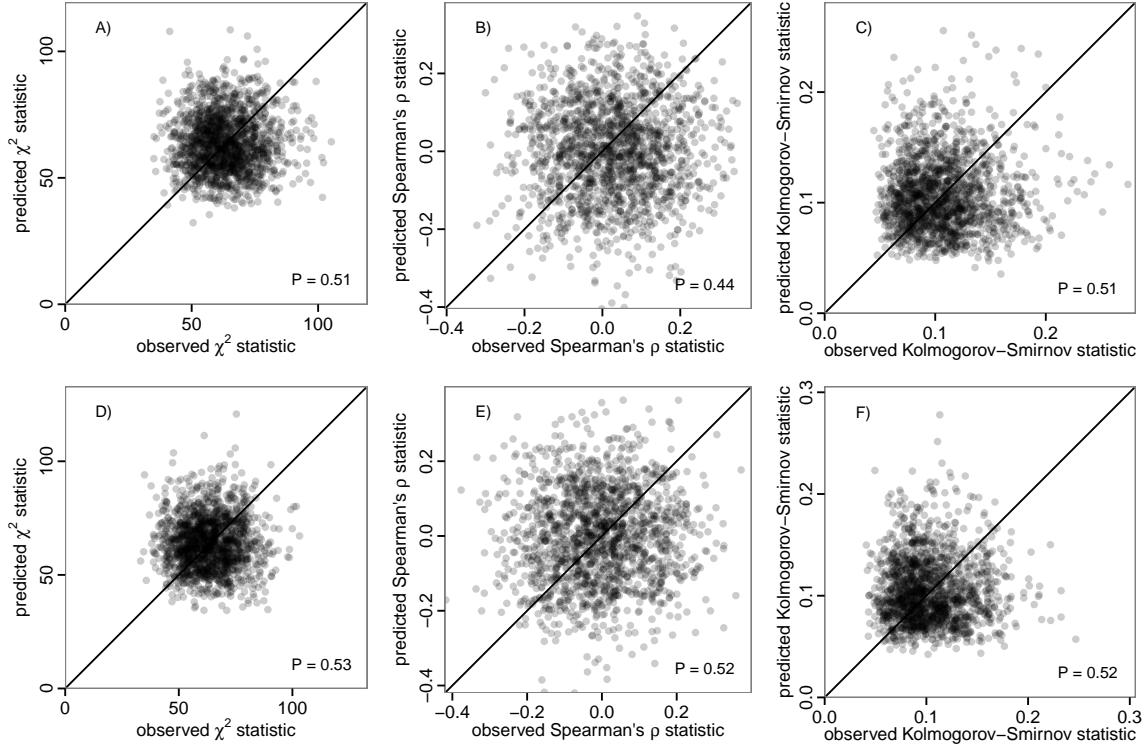 A)
predicted χ² statistic
0
50
100
P = 0.51
0
50
100
observed χ² statistic
B)
predicted Spearman's ρ statistic
−0.4
−0.2
0.0
0.2
P = 0.44
−0.4
−0.2
0.0
0.2
observed Spearman's ρ statistic
C)
predicted Kolmogorov−Smirnov statistic
0.0
0.1
0.2
P = 0.51
0.0
0.1
0.2
observed Kolmogorov−Smirnov statistic
D)
predicted χ² statistic
0
50
100
P = 0.53
0
50
100
observed χ² statistic
E)
predicted Spearman's ρ statistic
−0.4
−0.2
0.0
0.2
P = 0.52
−0.4
−0.2
0.0
0.2
observed Spearman's ρ statistic
F)
predicted Kolmogorov−Smirnov statistic
0.0
0.1
0.2
0.3
P = 0.52
0.0
0.1
0.2
0.3
observed Kolmogorov−Smirnov statistic